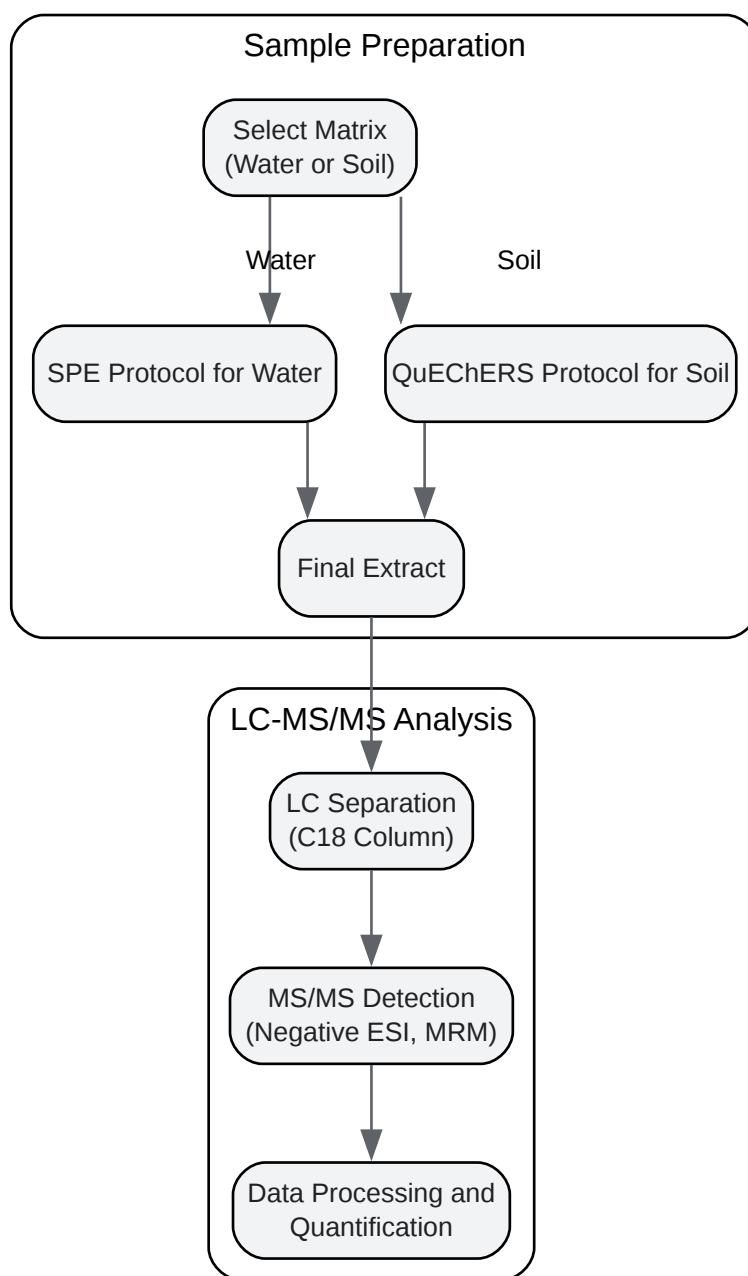 Sample Preparation
Select Matrix
(Water or Soil)
Water
Soil
SPE Protocol for Water
QuEChERS Protocol for Soil
Final Extract
LC-MS/MS Analysis
LC Separation
(C18 Column)
MS/MS Detection
(Negative ESI, MRM)
Data Processing and
Quantification